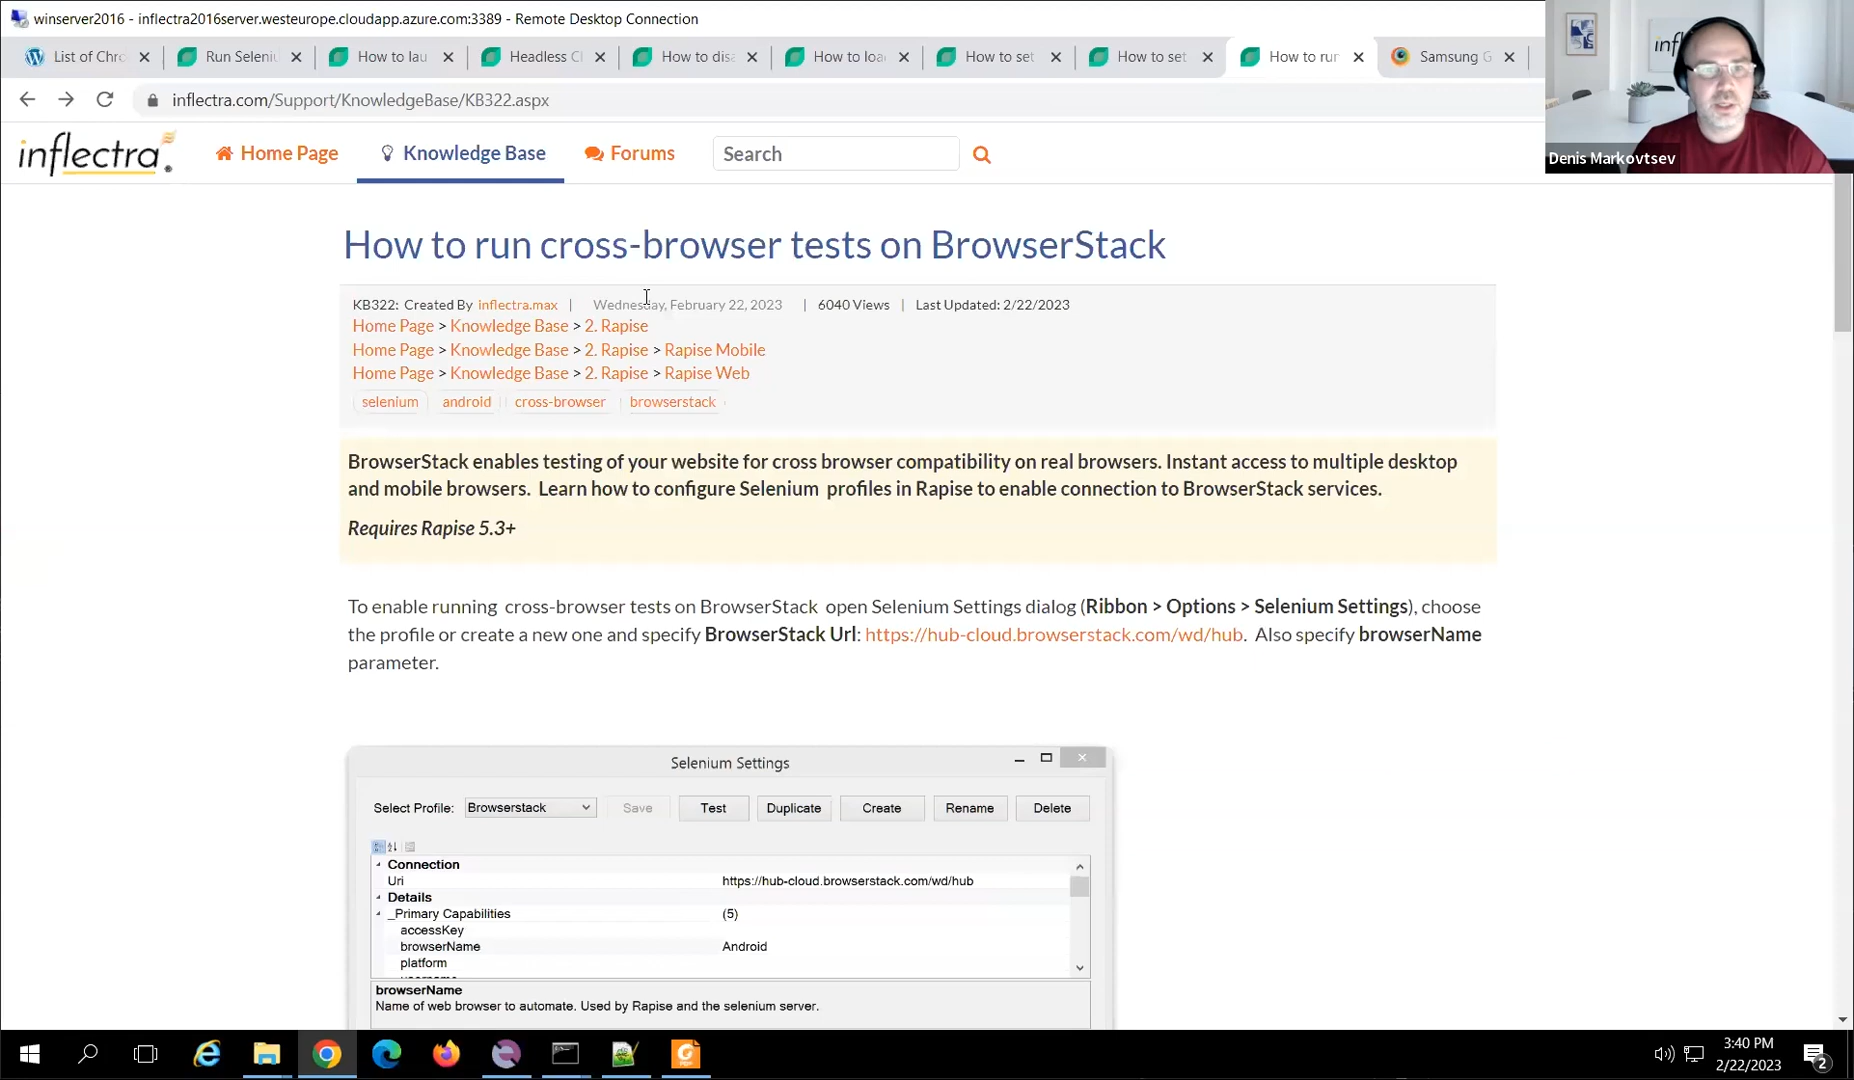 winserver2016 - inflectra2016server.westeurope.cloudapp.azure.com:3389 - Remote Desktop Connection
List of Chro
Run Seleniu
How to lau
Headless Cl
How to disa
How to loa
How to set
How to set
How to run
Samsung G
inflectra.com/Support/KnowledgeBase/KB322.aspx
inflectra
Home Page
Knowledge Base
Forums
Search
Denis Markovtsev
How to run cross-browser tests on BrowserStack
KB322: Created By inflectra.max | Wednesday, February 22, 2023 | 6040 Views | Last Updated: 2/22/2023
Home Page > Knowledge Base > 2. Rapise
Home Page > Knowledge Base > 2. Rapise > Rapise Mobile
Home Page > Knowledge Base > 2. Rapise > Rapise Web
selenium android cross-browser browserstack
BrowserStack enables testing of your website for cross browser compatibility on real browsers. Instant access to multiple desktop
and mobile browsers. Learn how to configure Selenium profiles in Rapise to enable connection to BrowserStack services.
Requires Rapise 5.3+
To enable running cross-browser tests on BrowserStack open Selenium Settings dialog (Ribbon > Options > Selenium Settings), choose
the profile or create a new one and specify BrowserStack Url: https://hub-cloud.browserstack.com/wd/hub. Also specify browserName
parameter.
Selenium Settings
Select Profile: Browserstack Save Test Duplicate Create Rename Delete
Connection
Uri https://hub-cloud.browserstack.com/wd/hub
Details
_Primary Capabilities (5)
accessKey
browserName Android
platform
browserName
Name of web browser to automate. Used by Rapise and the selenium server.
3:40 PM
2/22/2023
2